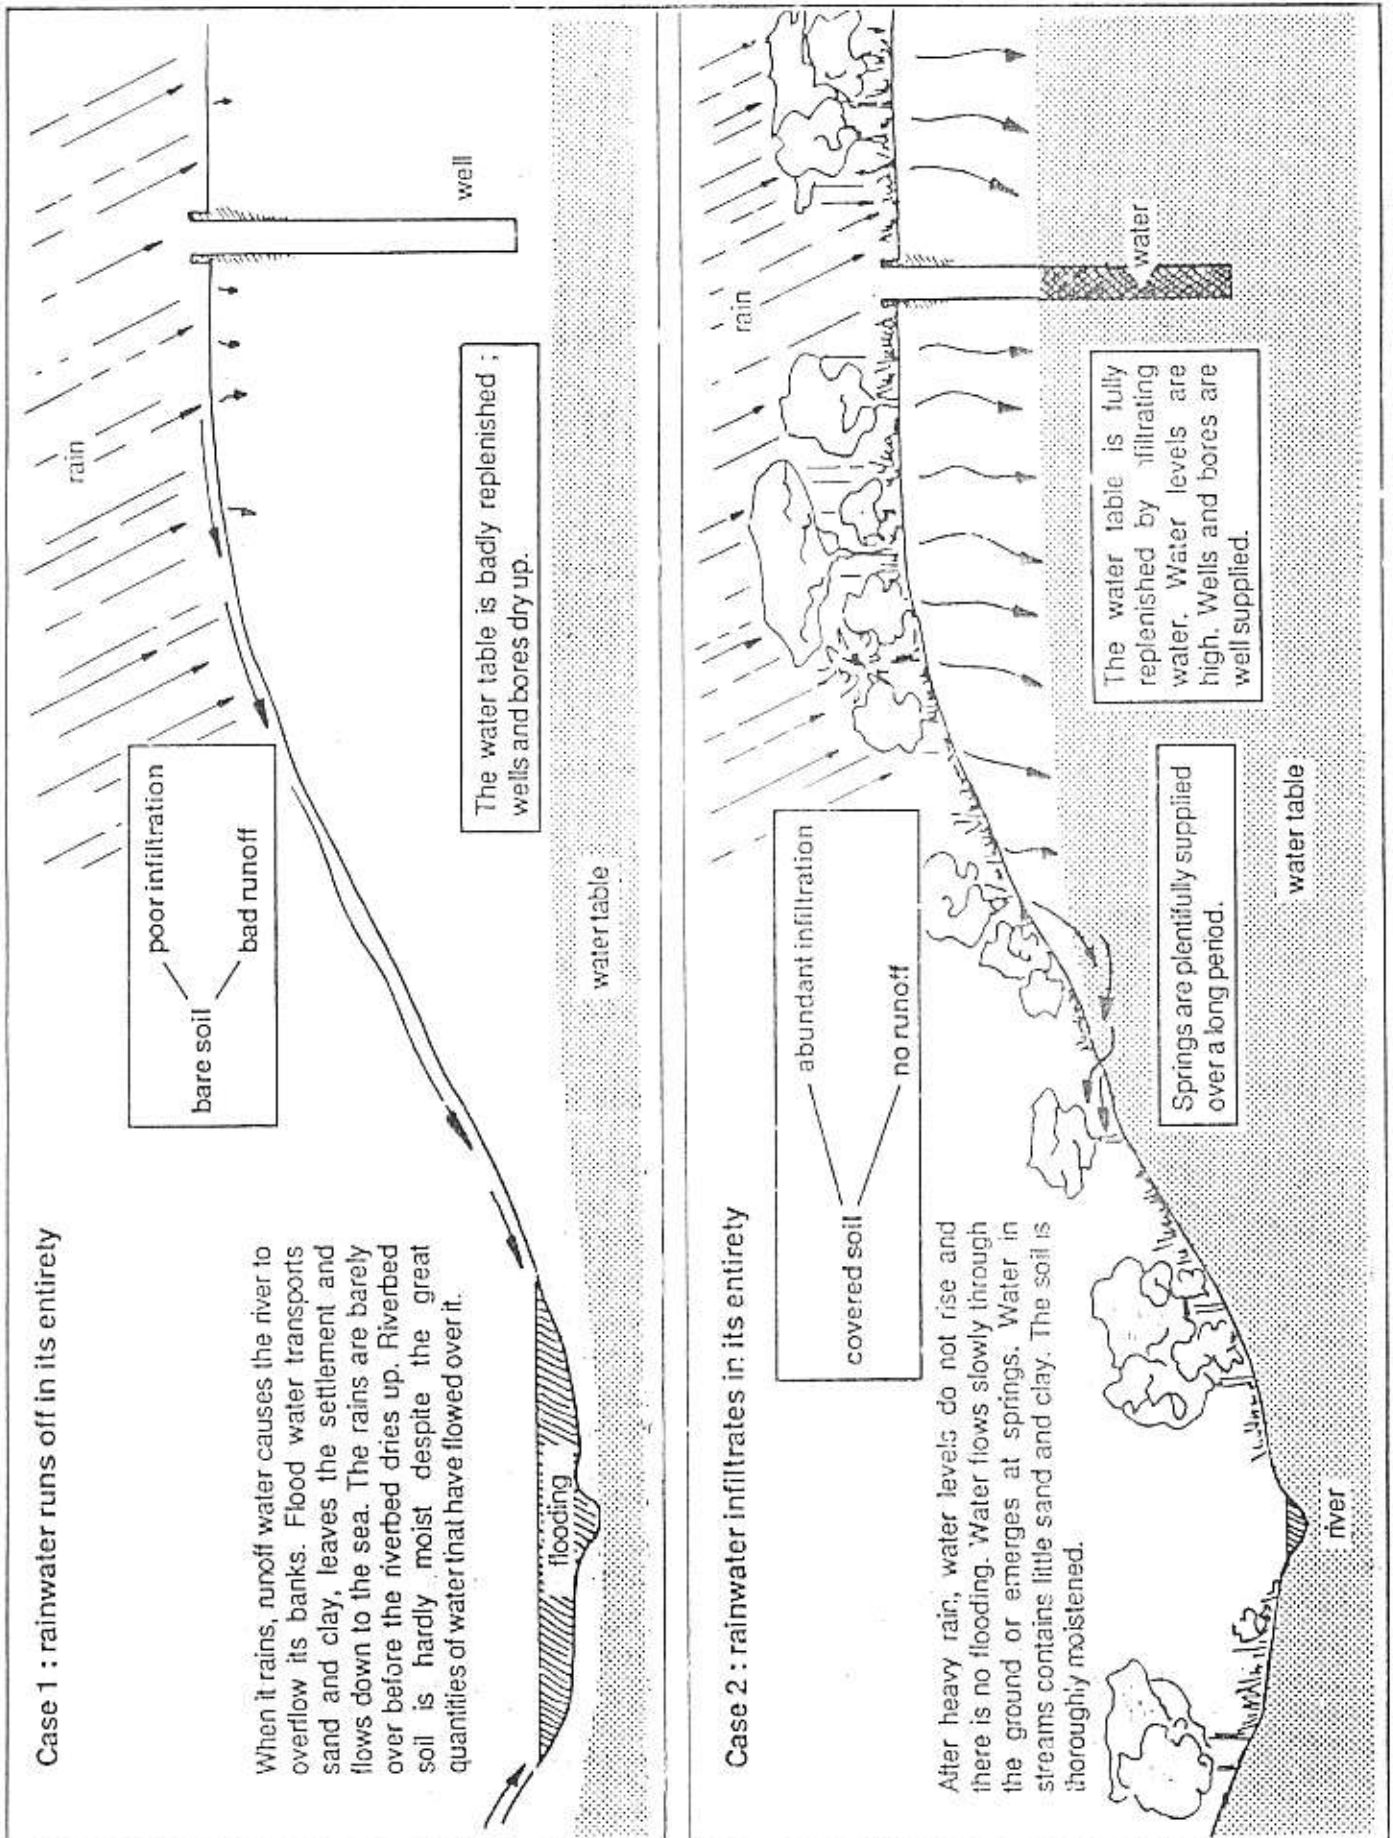 Case 1 : rainwater runs off in its entirety
When it rains, runoff water causes the river to
overflow its banks. Flood water transports
sand and clay, leaves the settlement and
flows down to the sea. The rains are barely
over before the riverbed dries up. Riverbed
soil is hardly moist despite the great
quantities of water that have flowed over it.
bare soil
poor infiltration
bad runoff
rain
well
The water table is badly replenished ;
wells and bores dry up.
flooding
water table
Case 2 : rainwater infiltrates in its entirety
After heavy rain, water levels do not rise and
there is no flooding. Water flows slowly through
the ground or emerges at springs. Water in
streams contains little sand and clay. The soil is
thoroughly moistened.
covered soil
abundant infiltration
no runoff
rain
water
The water table is fully
replenished by nfiltrating
water. Water levels are
high. Wells and bores are
well supplied.
Springs are plentifully supplied
over a long period.
water table.
river